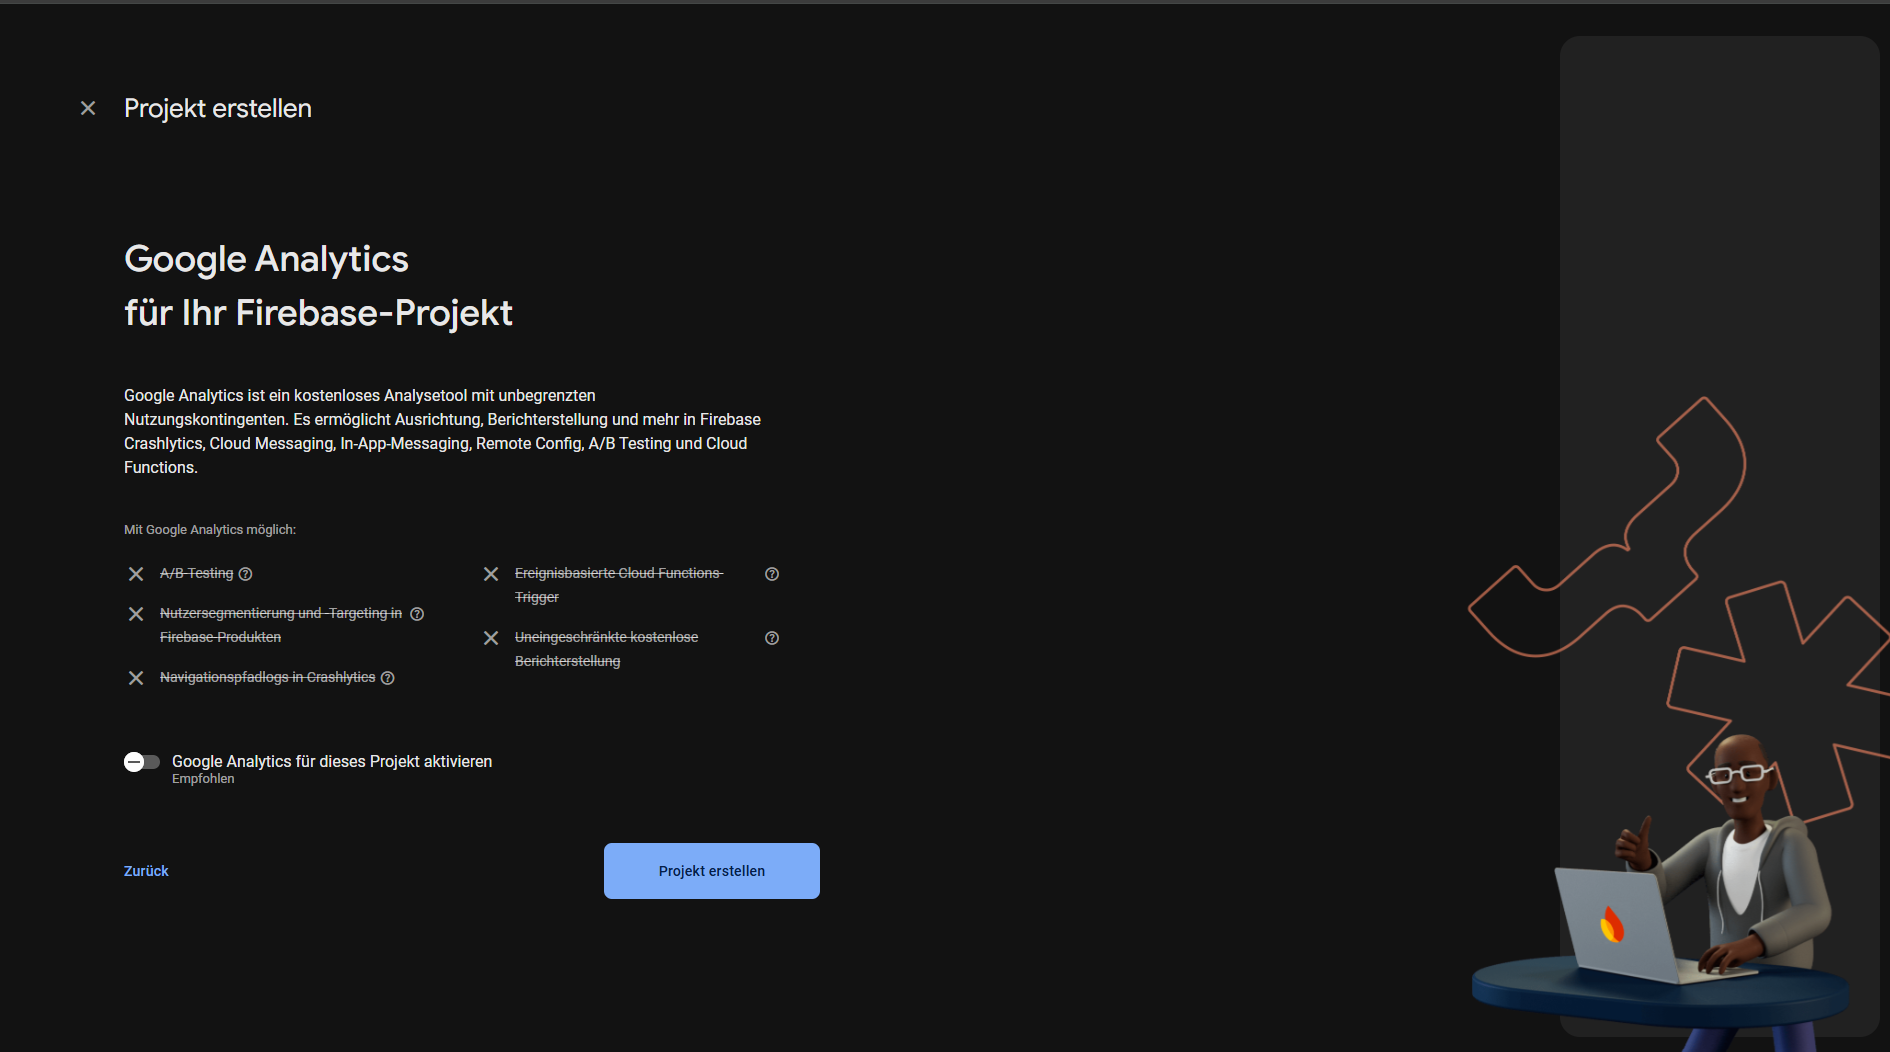 Projekt erstellen
Google Analytics
für Ihr Firebase-Projekt
Google Analytics ist ein kostenloses Analysetool mit unbegrenzten
Nutzungskontingenten. Es ermöglicht Ausrichtung, Berichterstellung und mehr in Firebase
Crashlytics, Cloud Messaging, In-App-Messaging, Remote Config, A/B Testing und Cloud
Functions.
Mit Google Analytics möglich:
A/B-Testing
Nutzersegmentierung und -Targeting in
Firebase-Produkten
Navigationspfadlogs in Crashlytics
Ereignisbasierte Cloud Functions-
Trigger
Uneingeschränkte kostenlose
Berichterstellung
Google Analytics für dieses Projekt aktivieren
Empfohlen
Zurück
Projekt erstellen